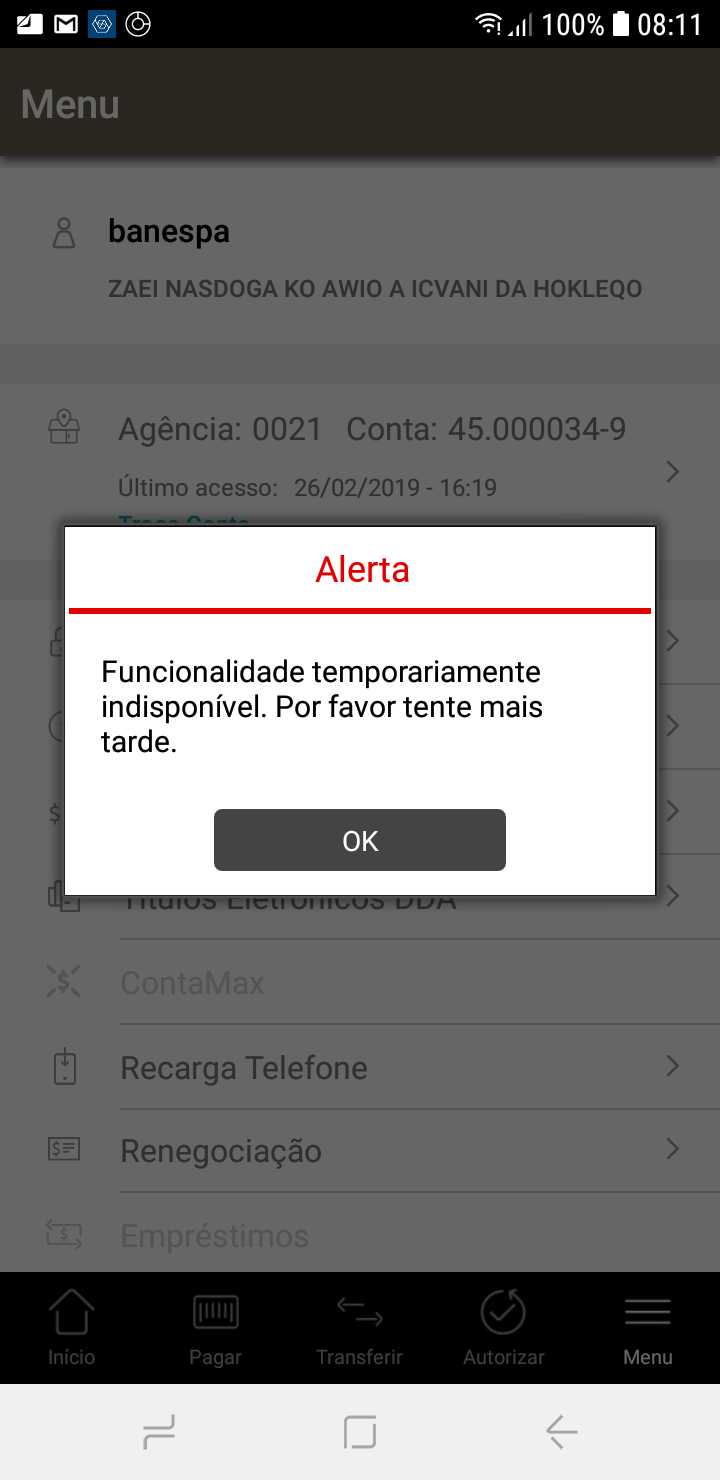 100% 08:11
Menu
banespa
ZAEI NASDOGA KO AWIO A ICVANI DA HOKLEQO
Agência: 0021 Conta: 45.000034-9
Último acesso: 26/02/2019 - 16:19
Troca Conta
Alerta
Funcionalidade temporariamente
indisponível. Por favor tente mais
tarde.
OK
Títulos Eletrônicos DDA
ContaMax
Recarga Telefone
Renegociação
Empréstimos
Início Pagar Transferir Autorizar Menu